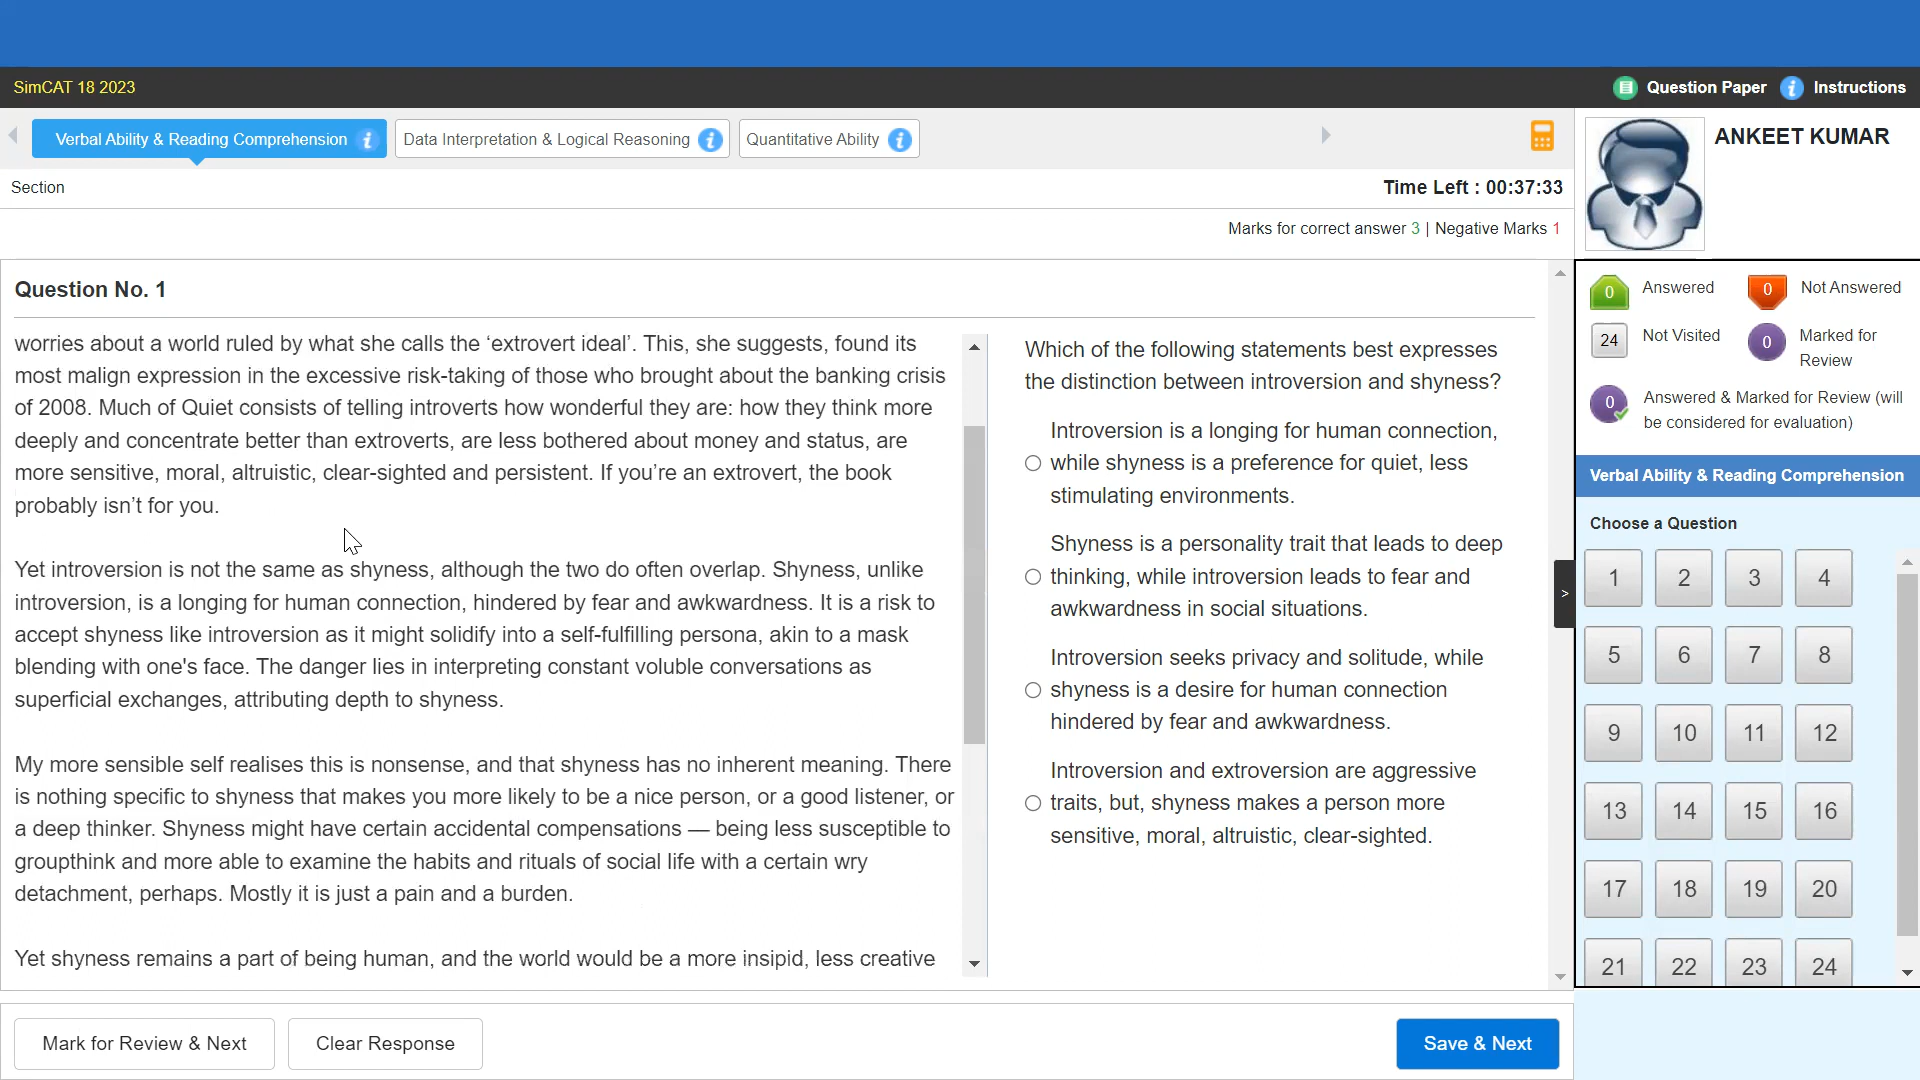 SimCAT 18 2023
Question Paper
Instructions
Verbal Ability & Reading Comprehension i
Data Interpretation & Logical Reasoning i
Quantitative Ability i
ANKEET KUMAR
Section
Time Left : 00:37:33
Marks for correct answer 3 | Negative Marks 1
Question No. 1
worries about a world ruled by what she calls the ‘extrovert ideal’. This, she suggests, found its
most malign expression in the excessive risk-taking of those who brought about the banking crisis
of 2008. Much of Quiet consists of telling introverts how wonderful they are: how they think more
deeply and concentrate better than extroverts, are less bothered about money and status, are
more sensitive, moral, altruistic, clear-sighted and persistent. If you’re an extrovert, the book
probably isn’t for you.
Yet introversion is not the same as shyness, although the two do often overlap. Shyness, unlike
introversion, is a longing for human connection, hindered by fear and awkwardness. It is a risk to
accept shyness like introversion as it might solidify into a self-fulfilling persona, akin to a mask
blending with one's face. The danger lies in interpreting constant voluble conversations as
superficial exchanges, attributing depth to shyness.
My more sensible self realises this is nonsense, and that shyness has no inherent meaning. There
is nothing specific to shyness that makes you more likely to be a nice person, or a good listener, or
a deep thinker. Shyness might have certain accidental compensations — being less susceptible to
groupthink and more able to examine the habits and rituals of social life with a certain wry
detachment, perhaps. Mostly it is just a pain and a burden.
Yet shyness remains a part of being human, and the world would be a more insipid, less creative
Which of the following statements best expresses
the distinction between introversion and shyness?
Introversion is a longing for human connection,
while shyness is a preference for quiet, less
stimulating environments.
Shyness is a personality trait that leads to deep
thinking, while introversion leads to fear and
awkwardness in social situations.
Introversion seeks privacy and solitude, while
shyness is a desire for human connection
hindered by fear and awkwardness.
Introversion and extroversion are aggressive
traits, but, shyness makes a person more
sensitive, moral, altruistic, clear-sighted.
0 Answered
0 Not Answered
24 Not Visited
0 Marked for
Review
0 Answered & Marked for Review (will
be considered for evaluation)
Verbal Ability & Reading Comprehension
Choose a Question
>
1 2 3 4
5 6 7 8
9 10 11 12
13 14 15 16
17 18 19 20
21 22 23 24
Mark for Review & Next
Clear Response
Save & Next